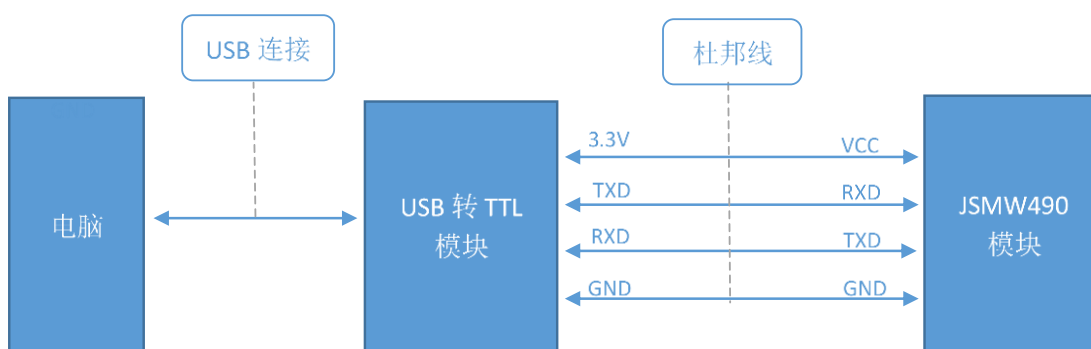 USB 连接
杜邦线
电脑
USB 转 TTL
模块
3.3V
VCC
TXD
RXD
RXD
TXD
GND
GND
JSMW490
模块